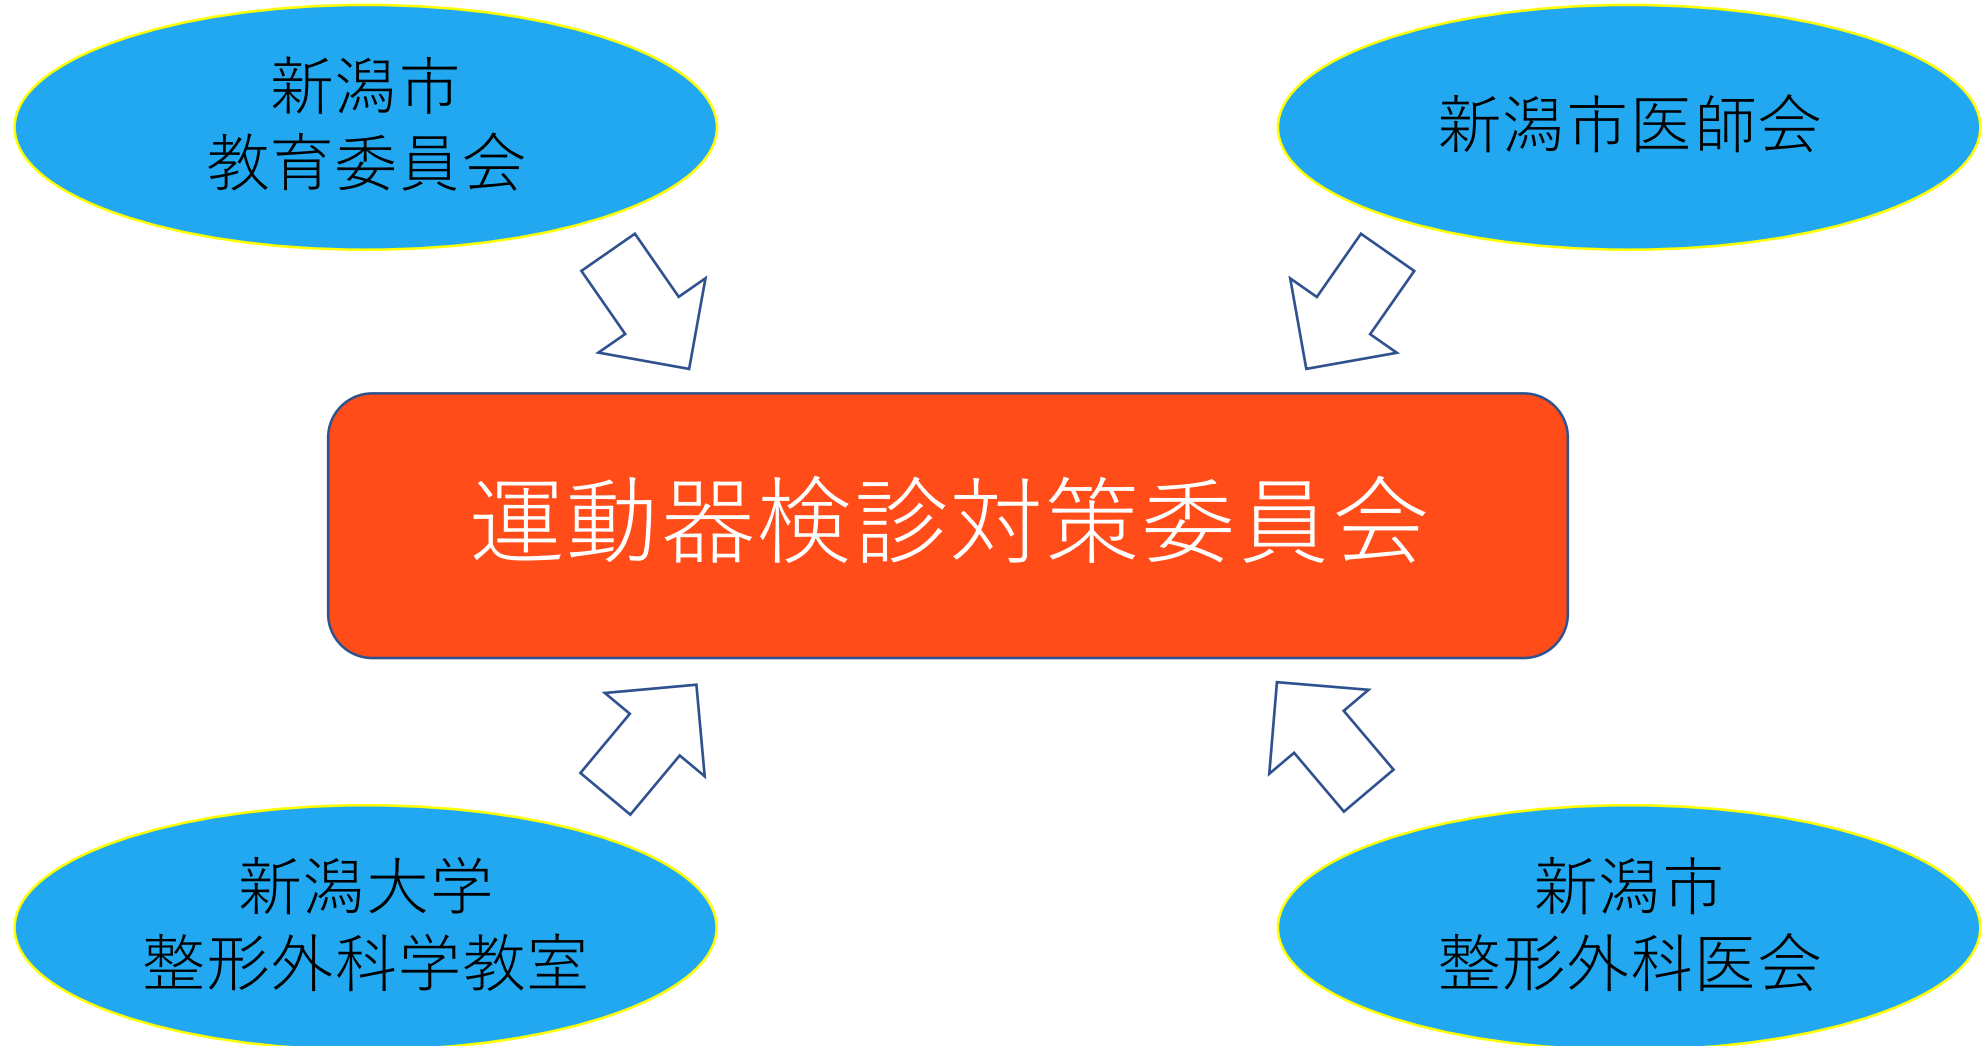 新潟市
教育委員会
新潟市医師会
運動器検診対策委員会
新潟大学
整形外科学教室
新潟市
整形外科医会